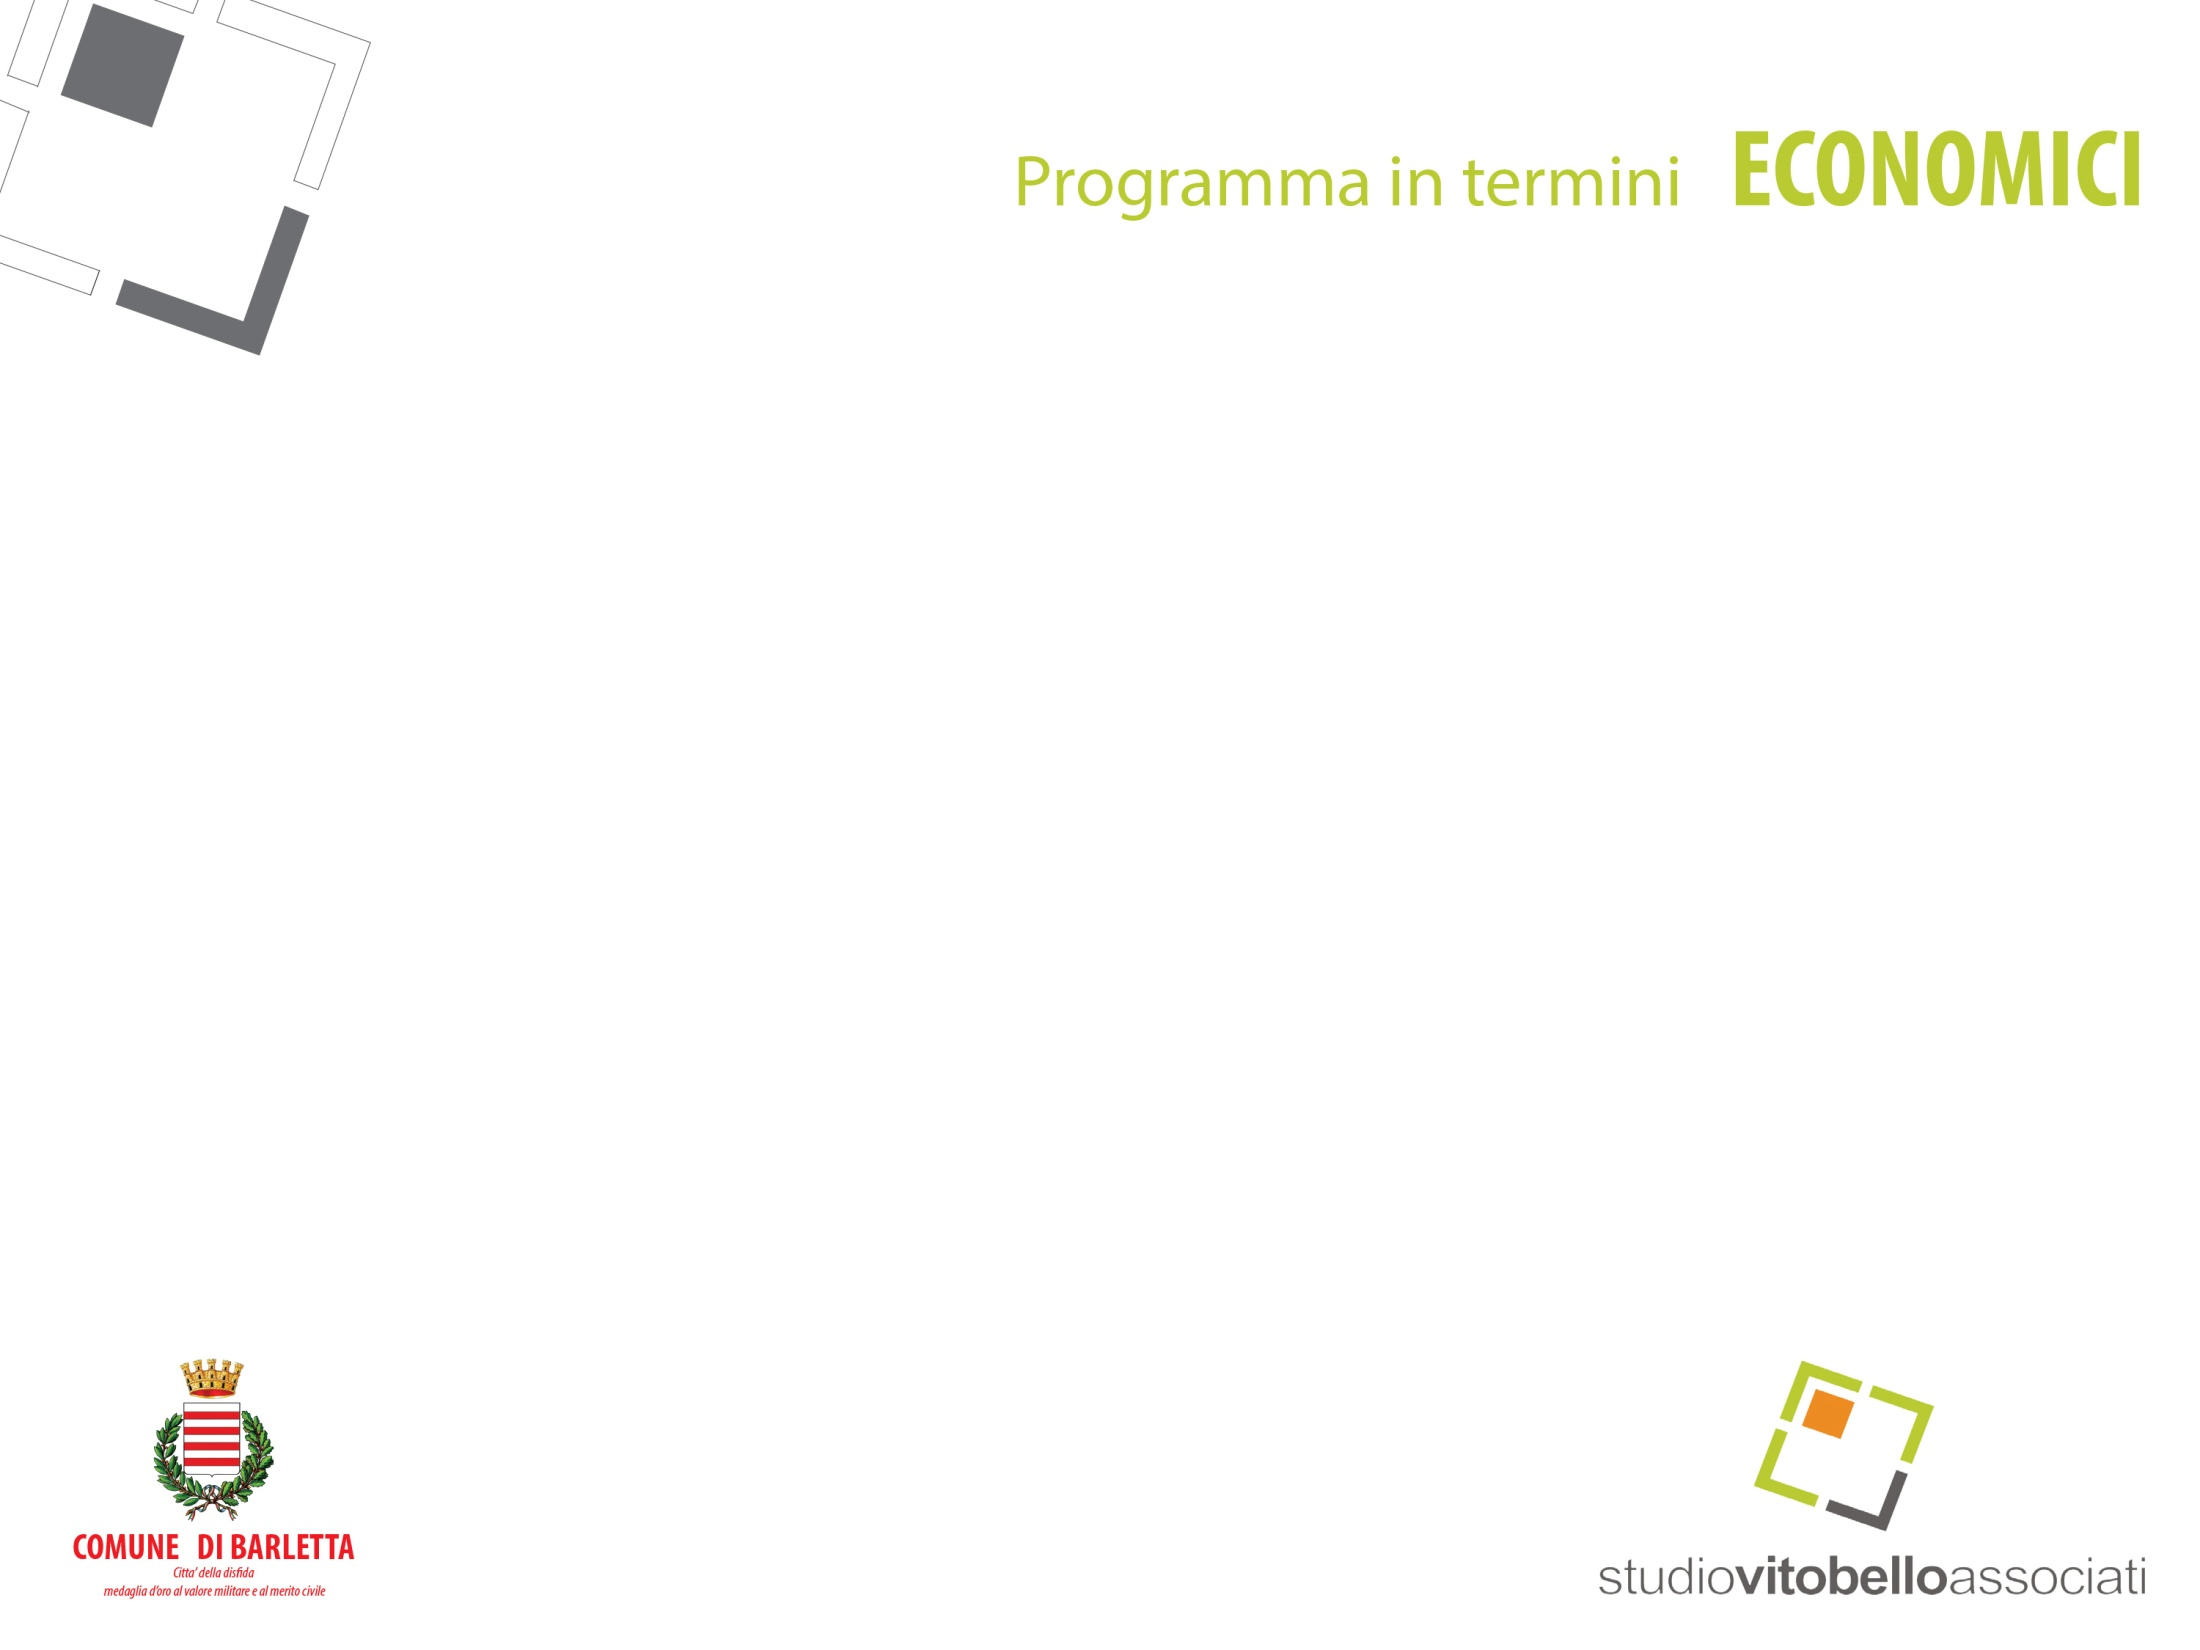 Programma in termini ECONOMICI
COMUNE DI BARLETTA
Citta' della disfida
medaglia d'oro al valore militare e al merito civile
studiovitobelloassociati